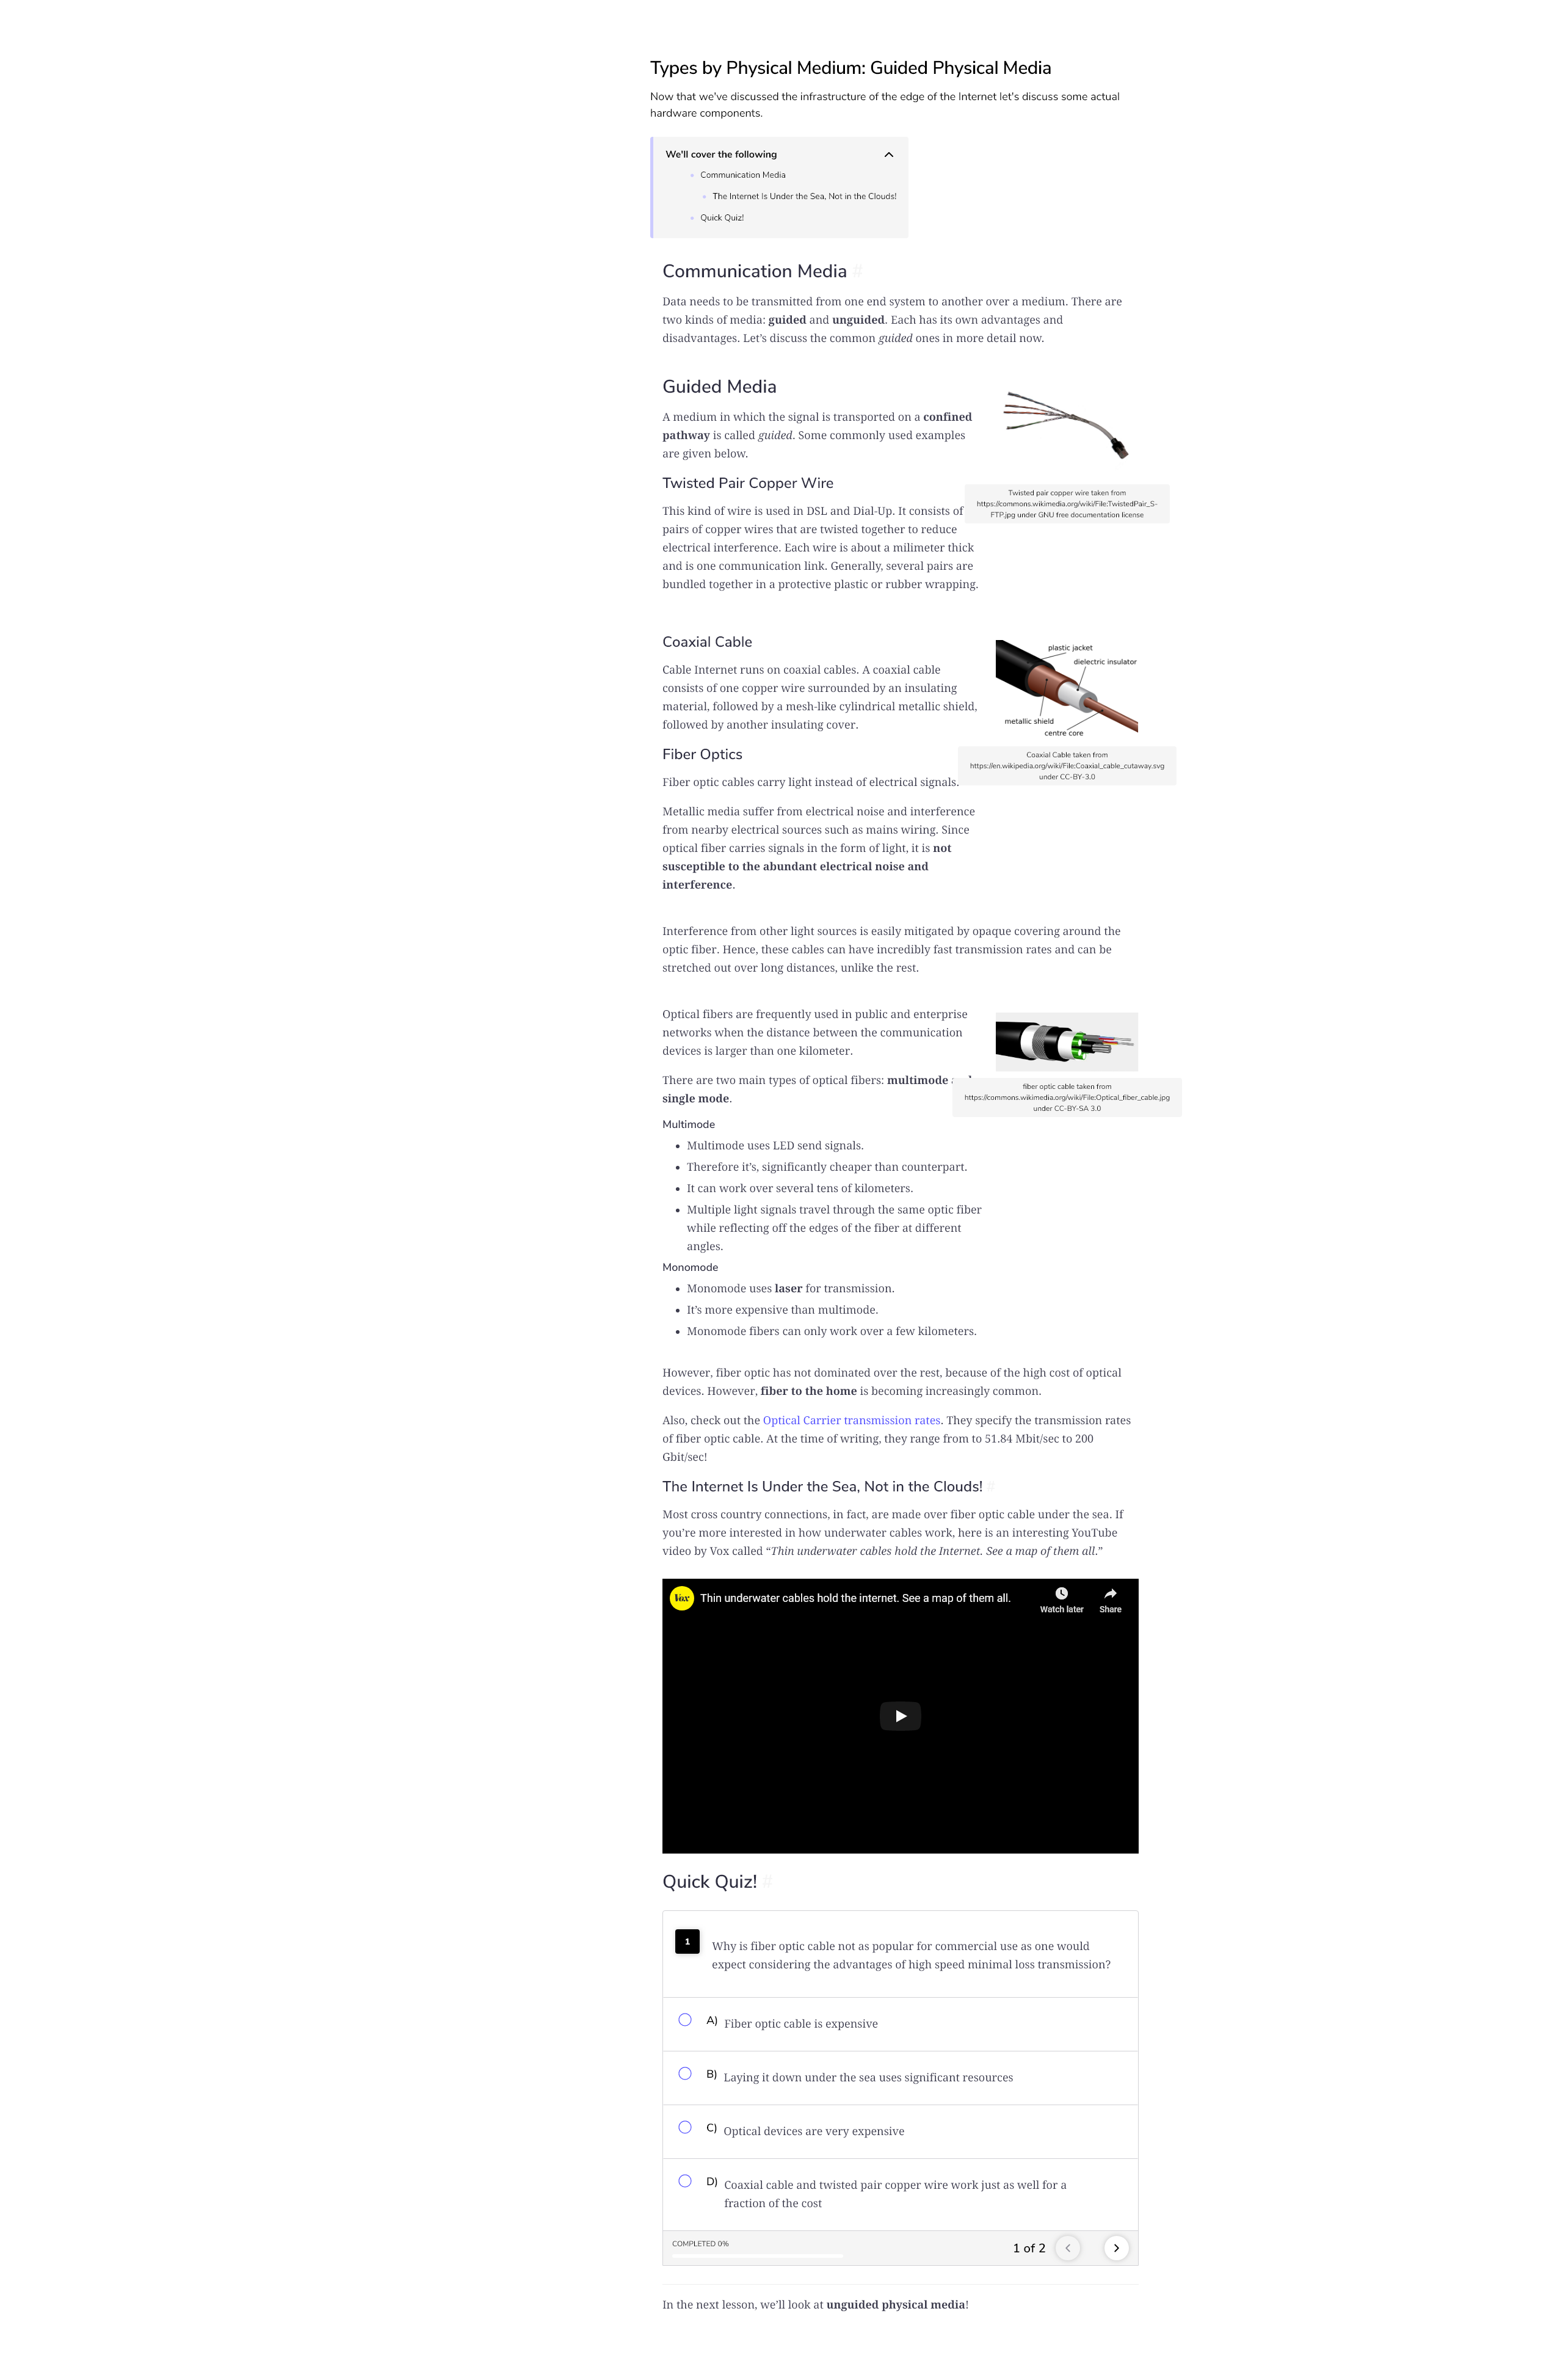 Types by Physical Medium: Guided Physical Media
Now that we've discussed the infrastructure of the edge of the Internet let's discuss some actual
hardware components.
We'll cover the following
Communication Media
The Internet Is Under the Sea, Not in the Clouds!
Quick Quiz!
Communication Media #
Data needs to be transmitted from one end system to another over a medium. There are
two kinds of media: guided and unguided. Each has its own advantages and
disadvantages. Let’s discuss the common guided ones in more detail now.
Guided Media
A medium in which the signal is transported on a confined
pathway is called guided. Some commonly used examples
are given below.
Twisted Pair Copper Wire
This kind of wire is used in DSL and Dial-Up. It consists of
pairs of copper wires that are twisted together to reduce
electrical interference. Each wire is about a milimeter thick
and is one communication link. Generally, several pairs are
bundled together in a protective plastic or rubber wrapping.
Twisted pair copper wire taken from
https://commons.wikimedia.org/wiki/File:TwistedPair_S-
FTP.jpg under GNU free documentation license
Coaxial Cable
Cable Internet runs on coaxial cables. A coaxial cable
consists of one copper wire surrounded by an insulating
material, followed by a mesh-like cylindrical metallic shield,
followed by another insulating cover.
plastic jacket
dielectric insulator
metallic shield
centre core
Coaxial Cable taken from
https://en.wikipedia.org/wiki/File:Coaxial_cable_cutaway.svg
under CC-BY-3.0
Fiber Optics
Fiber optic cables carry light instead of electrical signals.
Metallic media suffer from electrical noise and interference
from nearby electrical sources such as mains wiring. Since
optical fiber carries signals in the form of light, it is not
susceptible to the abundant electrical noise and
interference.
Interference from other light sources is easily mitigated by opaque covering around the
optic fiber. Hence, these cables can have incredibly fast transmission rates and can be
stretched out over long distances, unlike the rest.
Optical fibers are frequently used in public and enterprise
networks when the distance between the communication
devices is larger than one kilometer.
There are two main types of optical fibers: multimode
single mode.
fiber optic cable taken from
https://commons.wikimedia.org/wiki/File:Optical_fiber_cable.jpg
under CC-BY-SA 3.0
Multimode
Multimode uses LED send signals.
Therefore it’s, significantly cheaper than counterpart.
It can work over several tens of kilometers.
Multiple light signals travel through the same optic fiber
while reflecting off the edges of the fiber at different
angles.
Monomode
Monomode uses laser for transmission.
It’s more expensive than multimode.
Monomode fibers can only work over a few kilometers.
However, fiber optic has not dominated over the rest, because of the high cost of optical
devices. However, fiber to the home is becoming increasingly common.
Also, check out the Optical Carrier transmission rates. They specify the transmission rates
of fiber optic cable. At the time of writing, they range from to 51.84 Mbit/sec to 200
Gbit/sec!
The Internet Is Under the Sea, Not in the Clouds! #
Most cross country connections, in fact, are made over fiber optic cable under the sea. If
you’re more interested in how underwater cables work, here is an interesting YouTube
video by Vox called “Thin underwater cables hold the Internet. See a map of them all.”
Vox
Thin underwater cables hold the internet. See a map of them all.
Watch later
Share
Quick Quiz! #
1
Why is fiber optic cable not as popular for commercial use as one would
expect considering the advantages of high speed minimal loss transmission?
A) Fiber optic cable is expensive
B) Laying it down under the sea uses significant resources
C) Optical devices are very expensive
D) Coaxial cable and twisted pair copper wire work just as well for a
fraction of the cost
COMPLETED 0%
1 of 2
In the next lesson, we’ll look at unguided physical media!